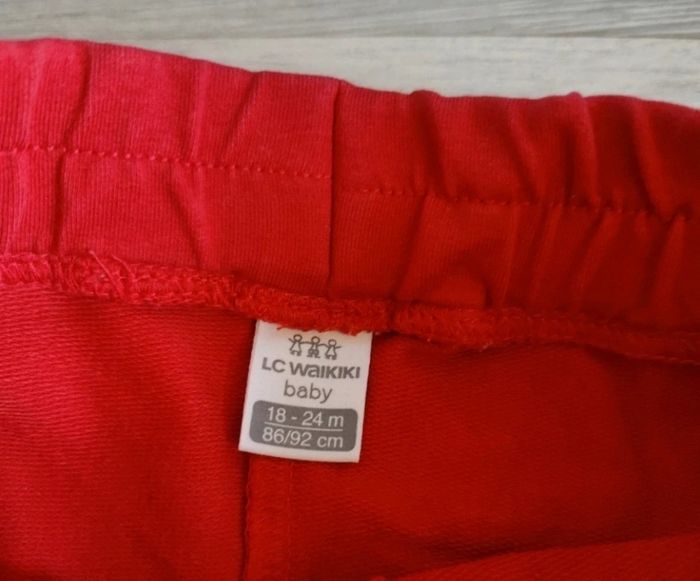 LC WAIKIKI
baby
18 - 24 m
86/92 cm